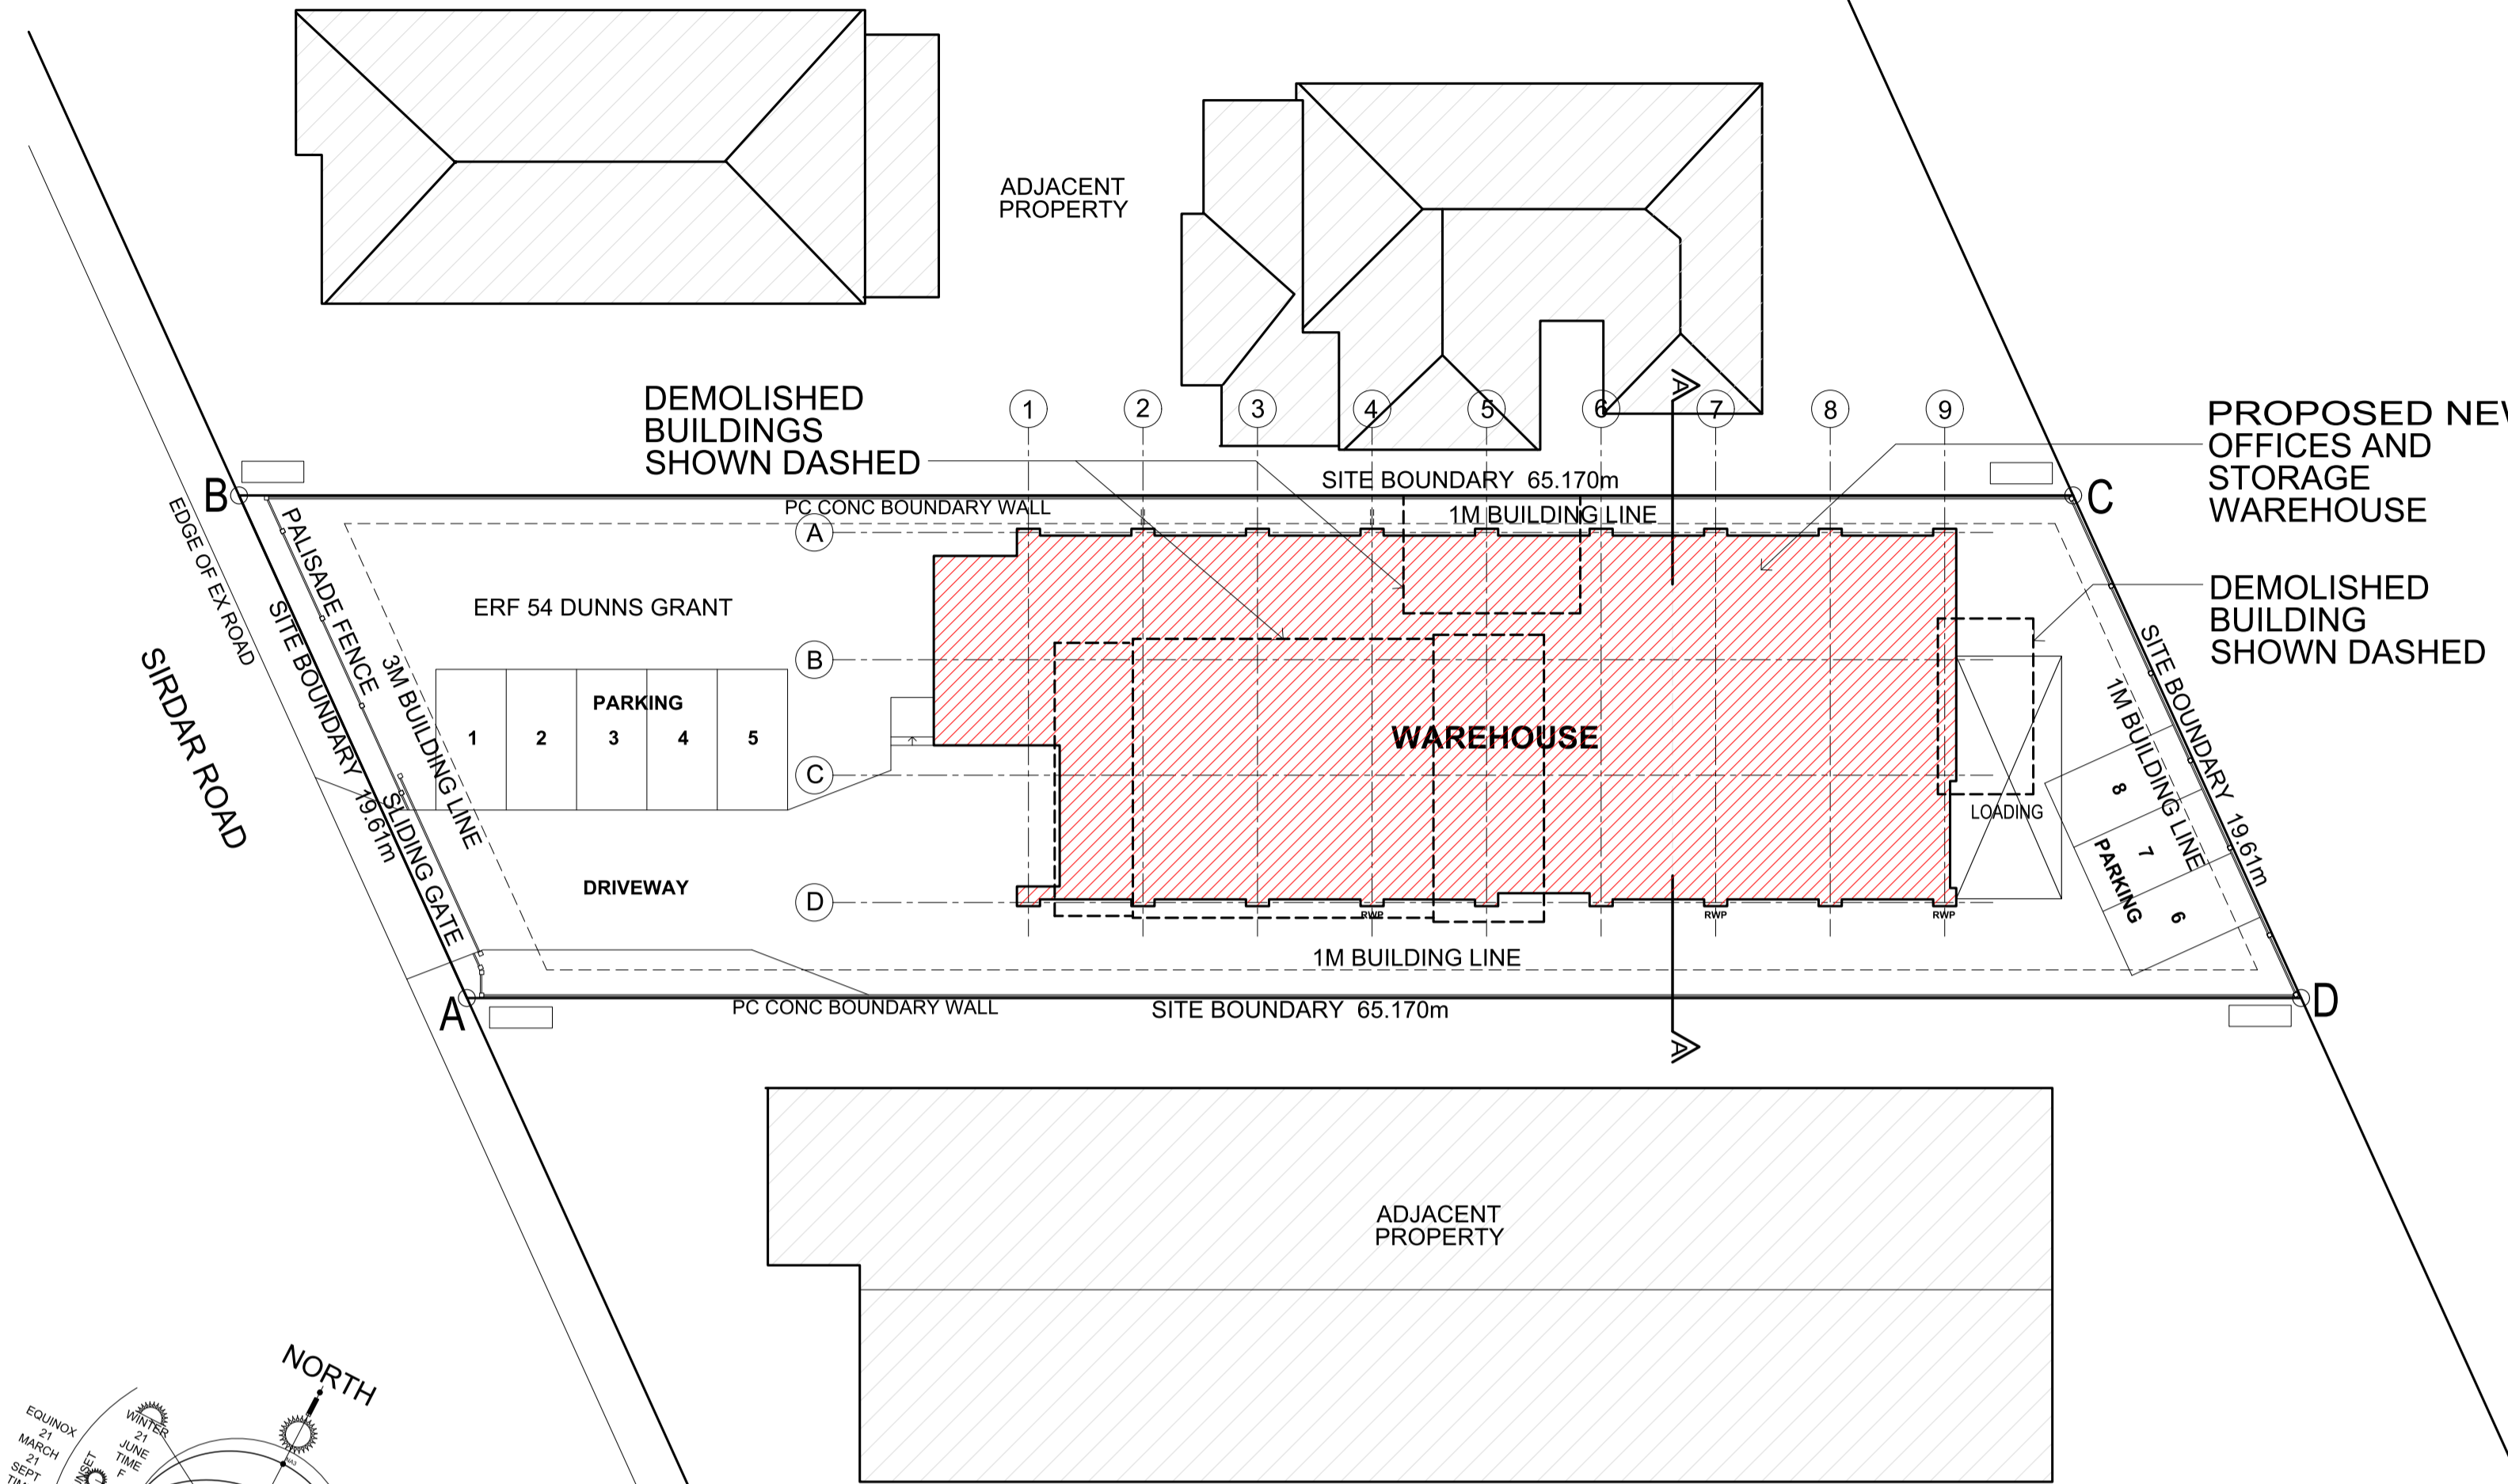 ADJACENT
PROPERTY
DEMOLISHED
BUILDINGS
SHOWN DASHED
1
2
3
4
5
6
7
8
9
A
PROPOSED NEW
OFFICES AND
STORAGE
WAREHOUSE
B
SITE BOUNDARY 65.170m
C
PC CONC BOUNDARY WALL
1M BUILDING LINE
A
EDGE OF EX ROAD
PALISADE FENCE
ERF 54 DUNNS GRANT
DEMOLISHED
BUILDING
SHOWN DASHED
SIRDAR ROAD
SITE BOUNDARY 19.61m
3M BUILDING LINE
B
PARKING
1
2
3
4
5
WAREHOUSE
C
SLIDING GATE
LOADING
1M BUILDING LINE
SITE BOUNDARY 19.61m
8
7
6
PARKING
DRIVEWAY
D
RWP
RWP
RWP
1M BUILDING LINE
A
PC CONC BOUNDARY WALL
SITE BOUNDARY 65.170m
D
A
ADJACENT
PROPERTY
NORTH
EQUINOX
21
MARCH
21
SEPT
WINTER
21
JUNE
TIME
F